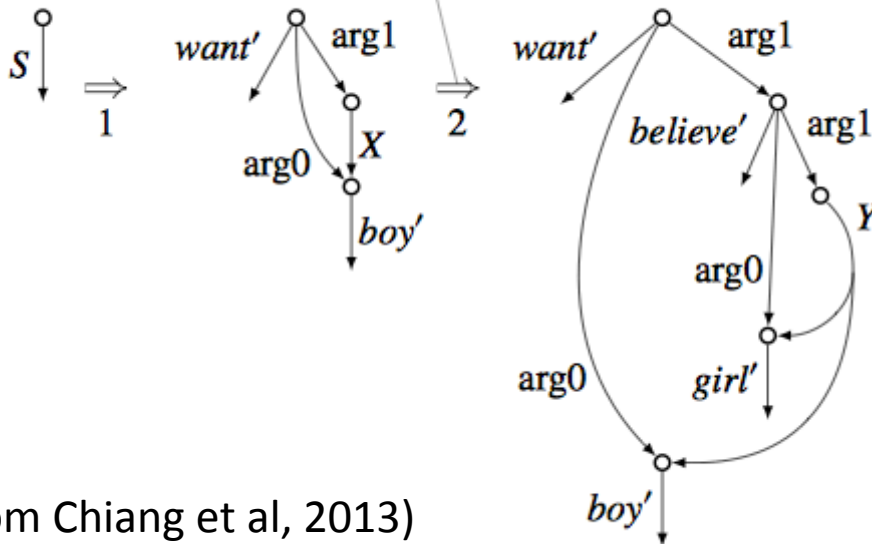 S
1
want′
arg1
arg0
X
boy′
2
want′
arg1
believe′
arg1
Y
arg0
girl′
arg0
boy′
om Chiang et al, 2013)